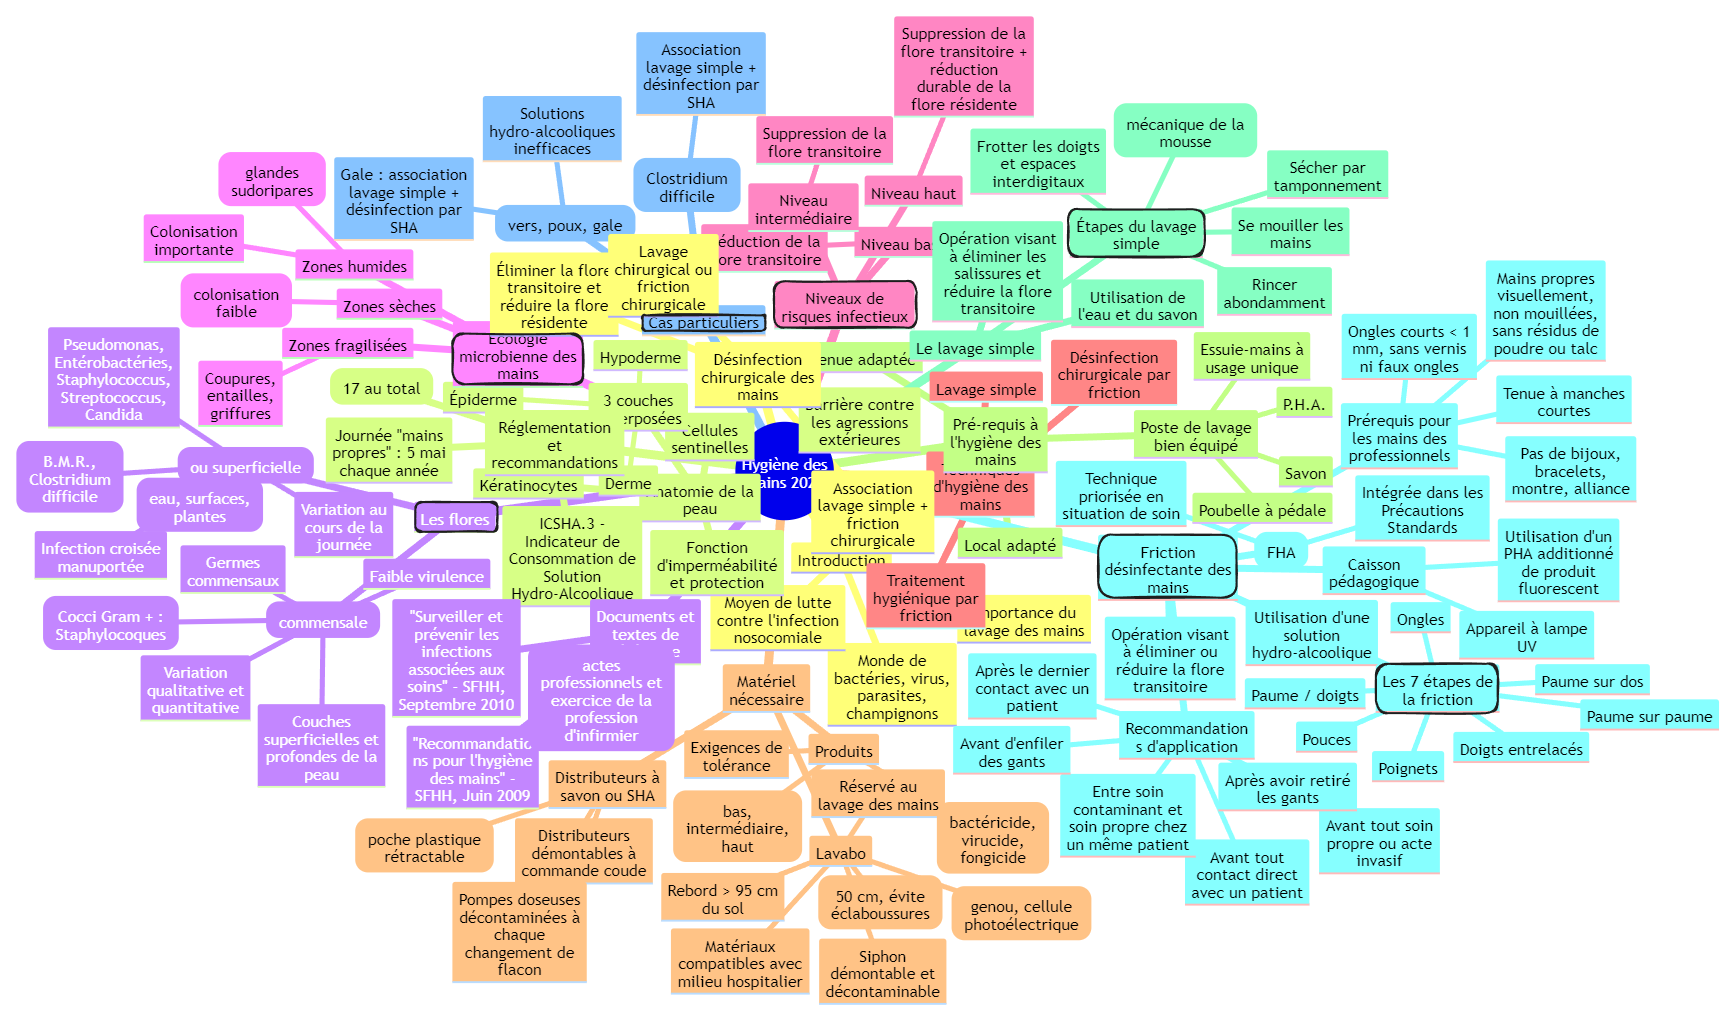 Suppression de la
flore transitoire +
réduction
durable de la
flore résidente
Association
lavage simple +
désinfection par
SHA
Solutions
hydro-alcooliques
inefficaces
Suppression de la
flore transitoire
mécanique de la
mousse
Frotter les doigts
et espaces
interdigitaux
Sécher par
tamponnement
glandes
sudoripares
Gale : association
lavage simple +
désinfection par
SHA
Clostridium
difficile
Niveau
intermédiaire
Niveau haut
vers, poux, gale
Étapes du lavage
simple
Se mouiller les
mains
Colonisation
importante
Zones humides
Éliminer la flore
transitoire et
réduire la flore
résidente
Lavage
chirurgical ou
friction
chirurgicale
de la
transitoire
Niveau
Opération visant
à éliminer les
salissures et
réduire la flore
transitoire
Rincer
abondamment
Mains propres
visuellement,
non mouillées,
sans résidus de
poudre ou talc
colonisation
faible
Zones sèches
Niveaux de
risques infectieux
Utilisation de
l'eau et du savon
Cas particuliers
Pseudomonas,
Entérobactéries,
Staphylococcus,
Streptococcus,
Candida
Zones fragilisées
Écologie
microbienne des
mains
Hypoderme
Désinfection
chirurgicale des
mains
adaptée
Le lavage simple
Désinfection
chirurgicale par
friction
Essuie-mains à
usage unique
Ongles courts < 1
mm, sans vernis
ni faux ongles
Coupures,
entailles,
griffures
17 au total
Épiderme
3 couches
Lavage simple
P.H.A.
Tenue à manches
courtes
Journée "mains
propres" : 5 mai
chaque année
Réglementation
et
recommandations
Cellules
sentinelles
contre
les agressions
extérieures
Pré-requis à
l'hygiène des
mains
Poste de lavage
bien équipé
Prérequis pour
les mains des
professionnels
B.M.R.,
Clostridium
difficile
ou superficielle
Hygiène des
d'hygiène des
mains
Savon
Pas de bijoux,
bracelets,
montre, alliance
eau, surfaces,
plantes
Kératinocytes
Derme
de la
peau
Technique
priorisée en
situation de soin
Poubelle à pédale
Intégrée dans les
Précautions
Standards
Variation au
cours de la
journée
Les flores
ICSHA.3 -
Indicateur de
Consommation de
Solution
Hydro-Alcoolique
Association
lavage simple +
friction
chirurgicale
Local adapté
FHA
Infection croisée
manuportée
Germes
commensaux
Faible virulence
Fonction
d'imperméabilité
et protection
Introduction
Friction
désinfectante des
mains
Caisson
pédagogique
Utilisation d'un
PHA additionné
de produit
fluorescent
Traitement
hygiénique par
friction
Cocci Gram + :
Staphylocoques
commensale
"Surveiller et
prévenir les
infections
associées aux
soins" - SFHH,
Septembre 2010
Documents et
textes de
Moyen de lutte
contre l'infection
nosocomiale
du
lavage des mains
Opération visant
à éliminer ou
réduire la flore
transitoire
Utilisation d'une
solution
hydro-alcoolique
Ongles
Appareil à lampe
UV
Variation
qualitative et
quantitative
actes
professionnels et
exercice de la
profession
d'infirmier
Matériel
nécessaire
Monde de
bactéries, virus,
parasites,
champignons
Après le dernier
contact avec un
patient
Paume / doigts
Les 7 étapes de
la friction
Paume sur dos
Paume sur paume
Couches
superficielles et
profondes de la
peau
"Recommandatio
ns pour l'hygiène
des mains" -
SFHH, Juin 2009
Exigences de
tolérance
Produits
Avant d'enfiler
des gants
Recommandation
s d'application
Pouces
Poignets
Doigts entrelacés
Distributeurs à
savon ou SHA
Réservé au
lavage des mains
Entre soin
contaminant et
soin propre chez
un même patient
Après avoir retiré
les gants
poche plastique
rétractable
Distributeurs
démontables à
commande coude
bas,
intermédiaire,
haut
Lavabo
bactéricide,
virucide,
fongicide
Avant tout
contact direct
avec un patient
Avant tout soin
propre ou acte
invasif
Pompes doseuses
décontaminées à
chaque
changement de
flacon
Rebord > 95 cm
du sol
50 cm, évite
éclaboussures
genou, cellule
photoélectrique
Matériaux
compatibles avec
milieu hospitalier
Siphon
démontable et
décontaminable